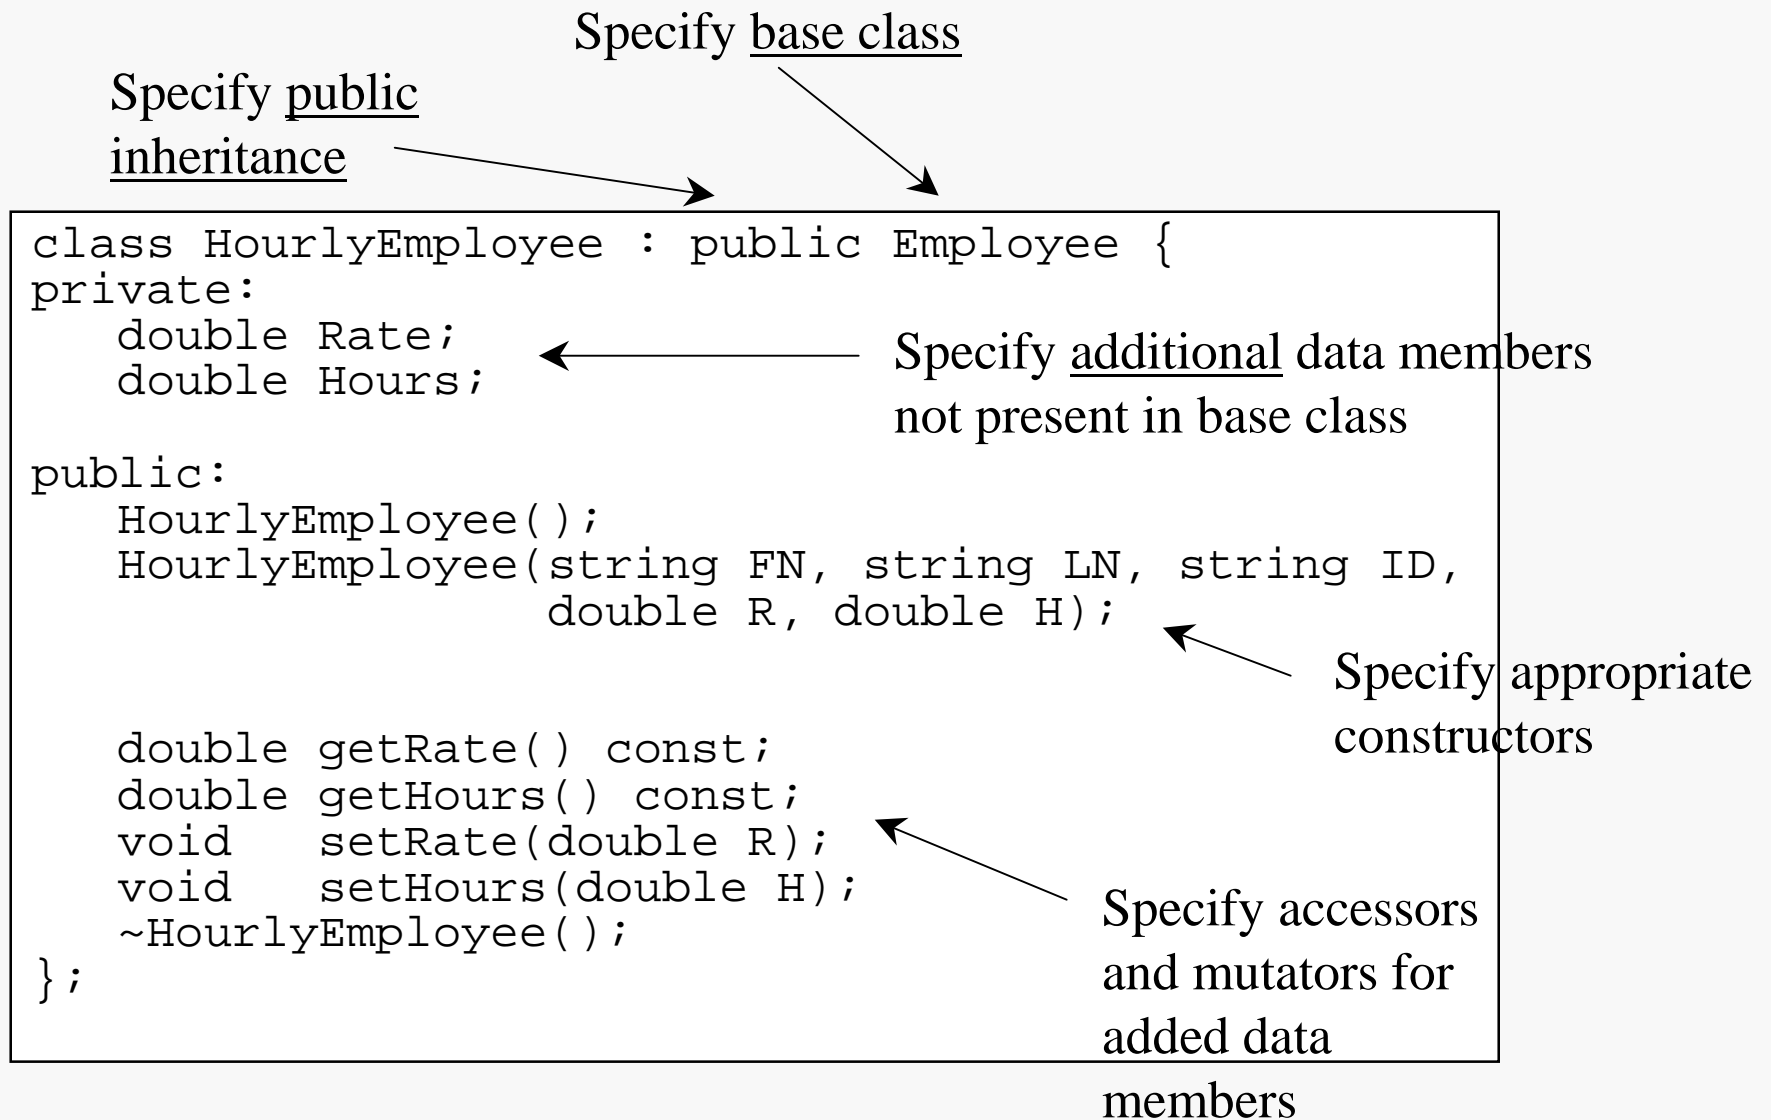 Specify base class
Specify public
inheritance
class HourlyEmployee : public Employee {
private:
   double Rate;
   double Hours;
Specify additional data members
not present in base class
public:
   HourlyEmployee();
   HourlyEmployee(string FN, string LN, string ID,
                  double R, double H);
Specify appropriate
constructors
   double getRate() const;
   double getHours() const;
   void   setRate(double R);
   void   setHours(double H);
   ~HourlyEmployee();
};
Specify accessors
and mutators for
added data
members